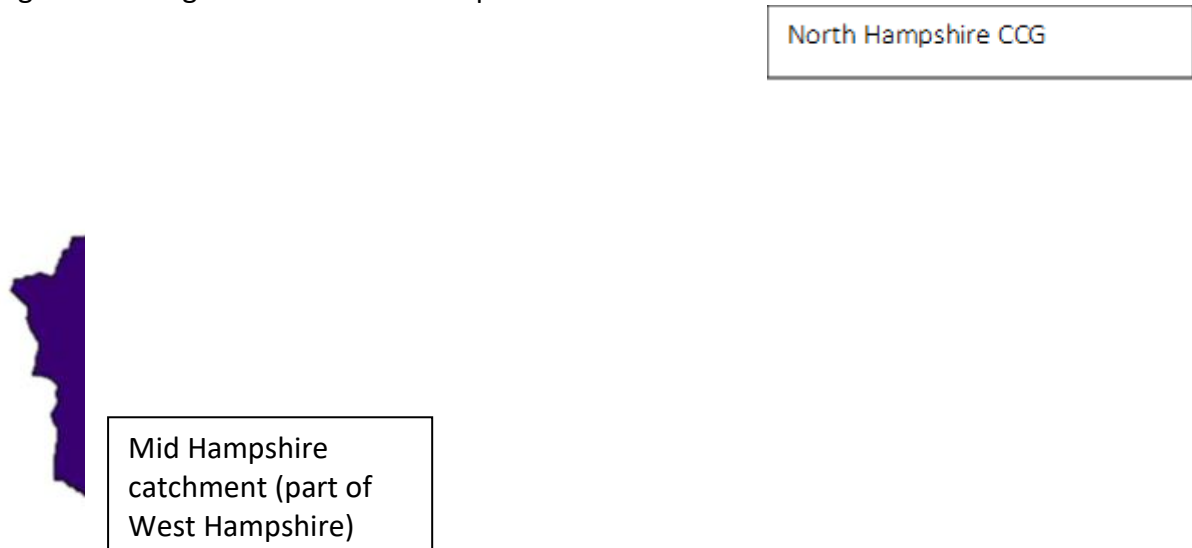 North Hampshire CCG
Mid Hampshire
catchment (part of
West Hampshire)